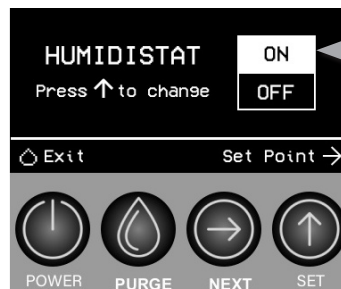 HUMIDISTAT
Press ↑ to change
ON
OFF
Exit
Set Point →
POWER
PURGE
NEXT
SET